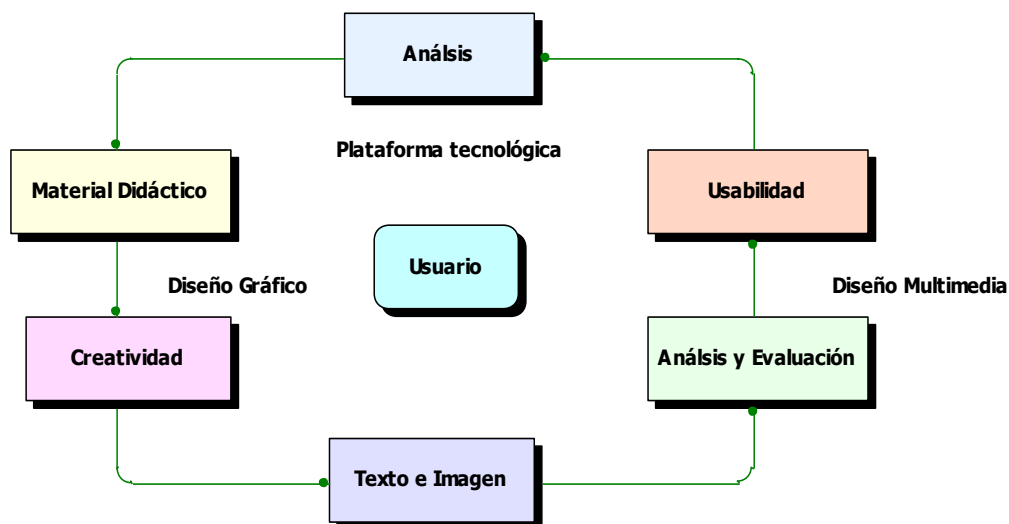 Análsis
Plataforma tecnológica
Material Didáctico
Usabilidad
Usuario
Diseño Gráfico
Diseño Multimedia
Creatividad
Análsis y Evaluación
Texto e Imagen